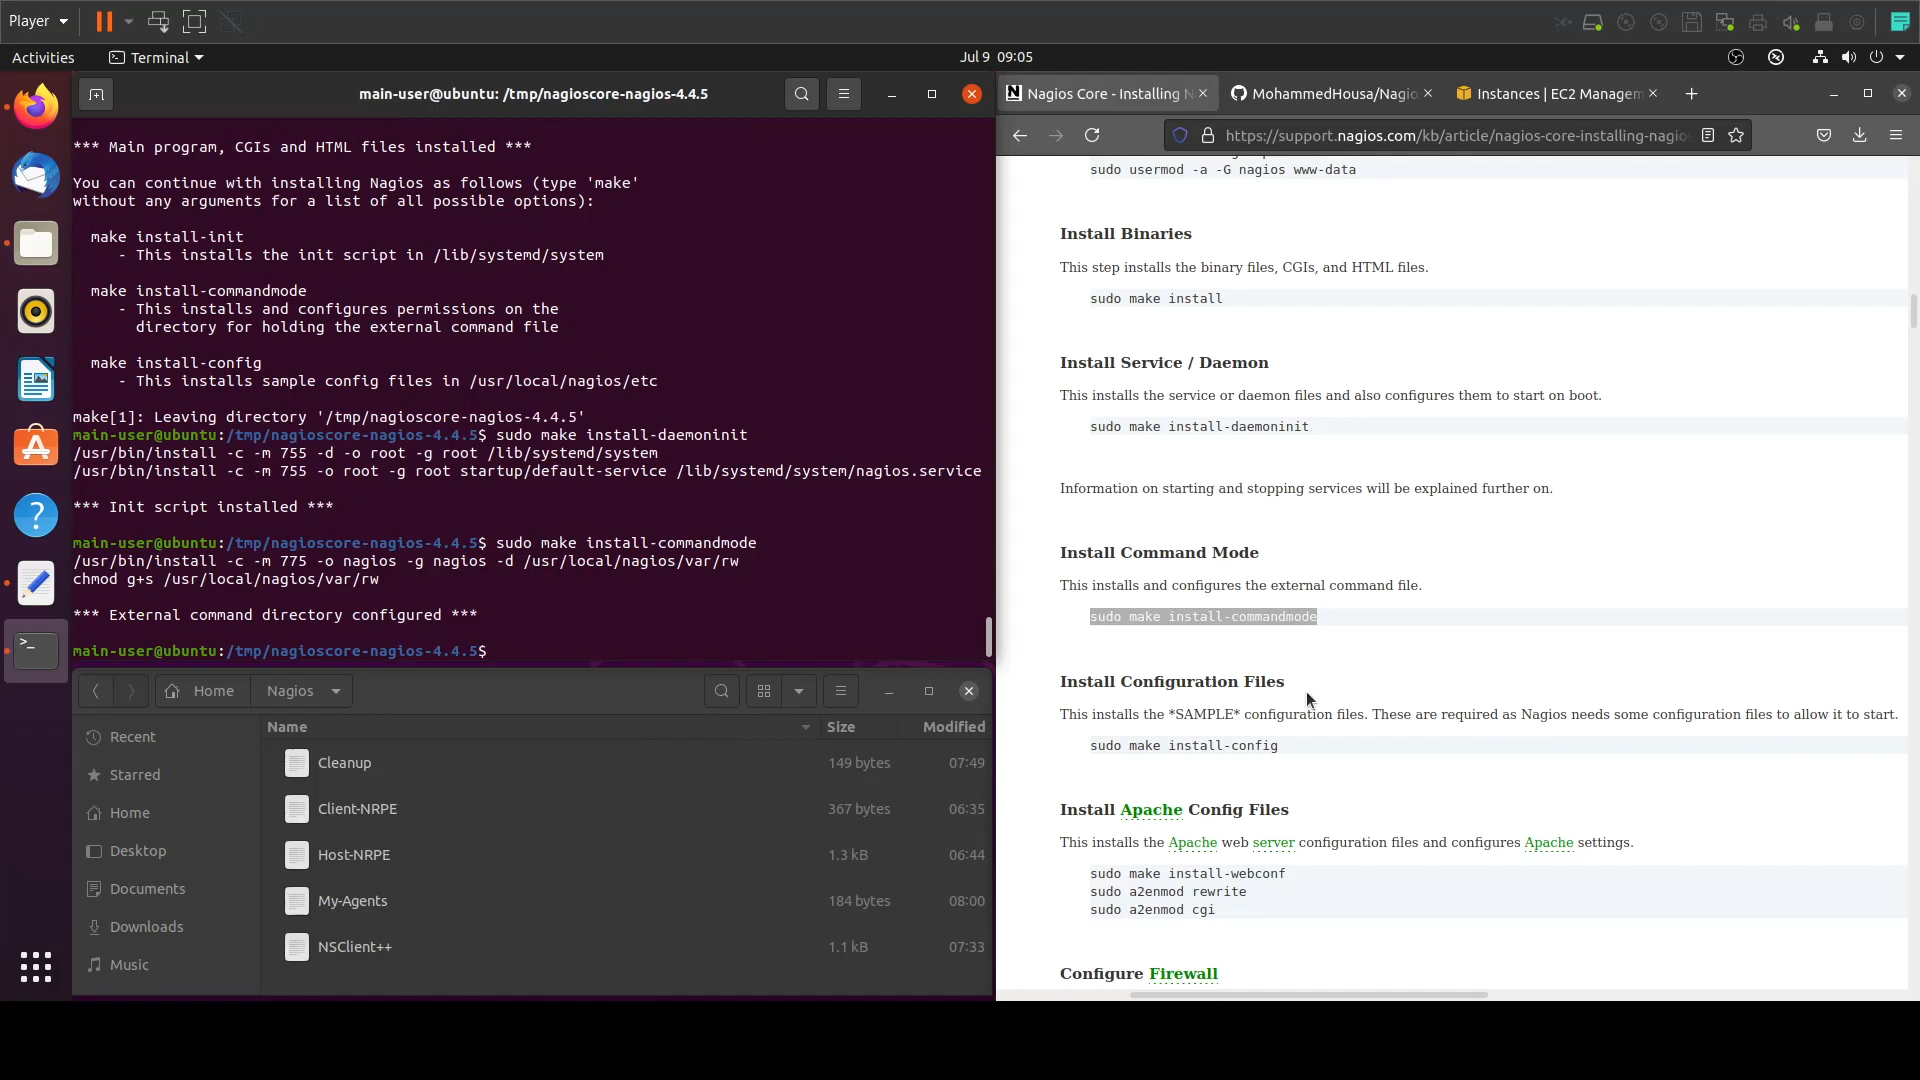 Player
Activities
Terminal
Jul 9 09:05
main-user@ubuntu: /tmp/nagioscore-nagios-4.4.5
*** Main program, CGIs and HTML files installed ***
You can continue with installing Nagios as follows (type 'make'
without any arguments for a list of all possible options):
make install-init
- This installs the init script in /lib/systemd/system
make install-commandmode
- This installs and configures permissions on the
directory for holding the external command file
make install-config
- This installs sample config files in /usr/local/nagios/etc
make[1]: Leaving directory '/tmp/nagioscore-nagios-4.4.5'
main-user@ubuntu:/tmp/nagioscore-nagios-4.4.5$ sudo make install-daemoninit
/usr/bin/install -c -m 755 -d -o root -g root /lib/systemd/system
/usr/bin/install -c -m 755 -o root -g root startup/default-service /lib/systemd/system/nagios.service
*** Init script installed ***
main-user@ubuntu:/tmp/nagioscore-nagios-4.4.5$ sudo make install-commandmode
/usr/bin/install -c -m 775 -o nagios -g nagios -d /usr/local/nagios/var/rw
chmod g+s /usr/local/nagios/var/rw
*** External command directory configured ***
main-user@ubuntu:/tmp/nagioscore-nagios-4.4.5$
Home
Nagios
Name
Size
Modified
Recent
Starred
Home
Desktop
Documents
Downloads
Music
Cleanup 149 bytes 07:49
Client-NRPE 367 bytes 06:35
Host-NRPE 1.3 kB 06:44
My-Agents 184 bytes 08:00
NSClient++ 1.1 kB 07:33
Nagios Core - Installing N
MohammedHousa/Nagio
Instances | EC2 Managem
https://support.nagios.com/kb/article/nagios-core-installing-nagio
sudo usermod -a -G nagios www-data
Install Binaries
This step installs the binary files, CGIs, and HTML files.
sudo make install
Install Service / Daemon
This installs the service or daemon files and also configures them to start on boot.
sudo make install-daemoninit
Information on starting and stopping services will be explained further on.
Install Command Mode
This installs and configures the external command file.
sudo make install-commandmode
Install Configuration Files
This installs the *SAMPLE* configuration files. These are required as Nagios needs some configuration files to allow it to start.
sudo make install-config
Install Apache Config Files
This installs the Apache web server configuration files and configures Apache settings.
sudo make install-webconf
sudo a2enmod rewrite
sudo a2enmod cgi
Configure Firewall